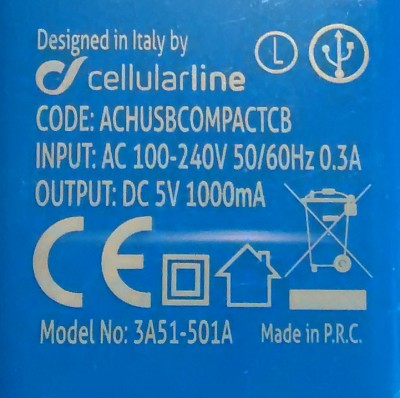 Designed in Italy by
cellularline
L
CODE: ACHUSBCOMPACTCB
INPUT: AC 100-240V 50/60Hz 0.3A
OUTPUT: DC 5V 1000mA
CE
Model No: 3A51-501A
Made in P.R.C.